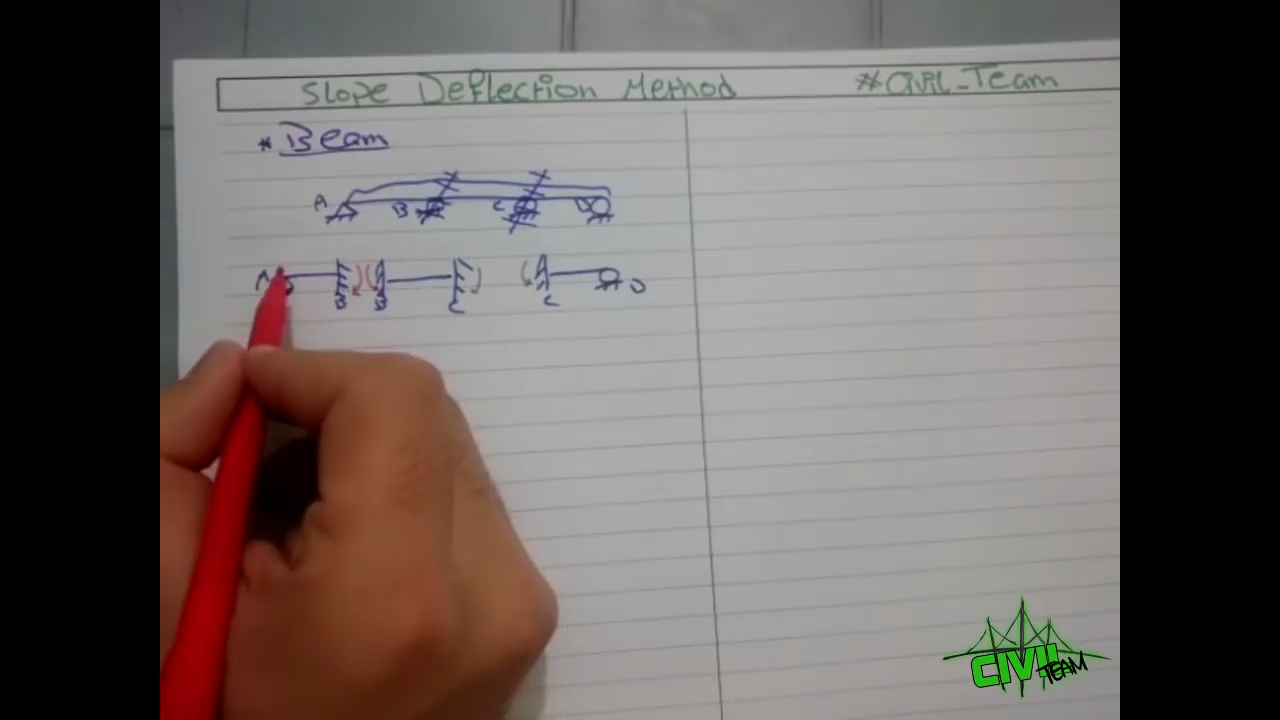 Slope Deflection Method #Civil_Team
* Beam
A B C D
A B B C C D
CIVIL TEAM